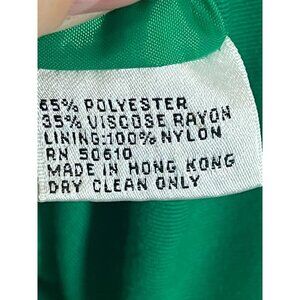 65% POLYESTER
35% VISCOSE RAYON
LINING:100% NYLON
RN 50610
MADE IN HONG KONG
DRY CLEAN ONLY